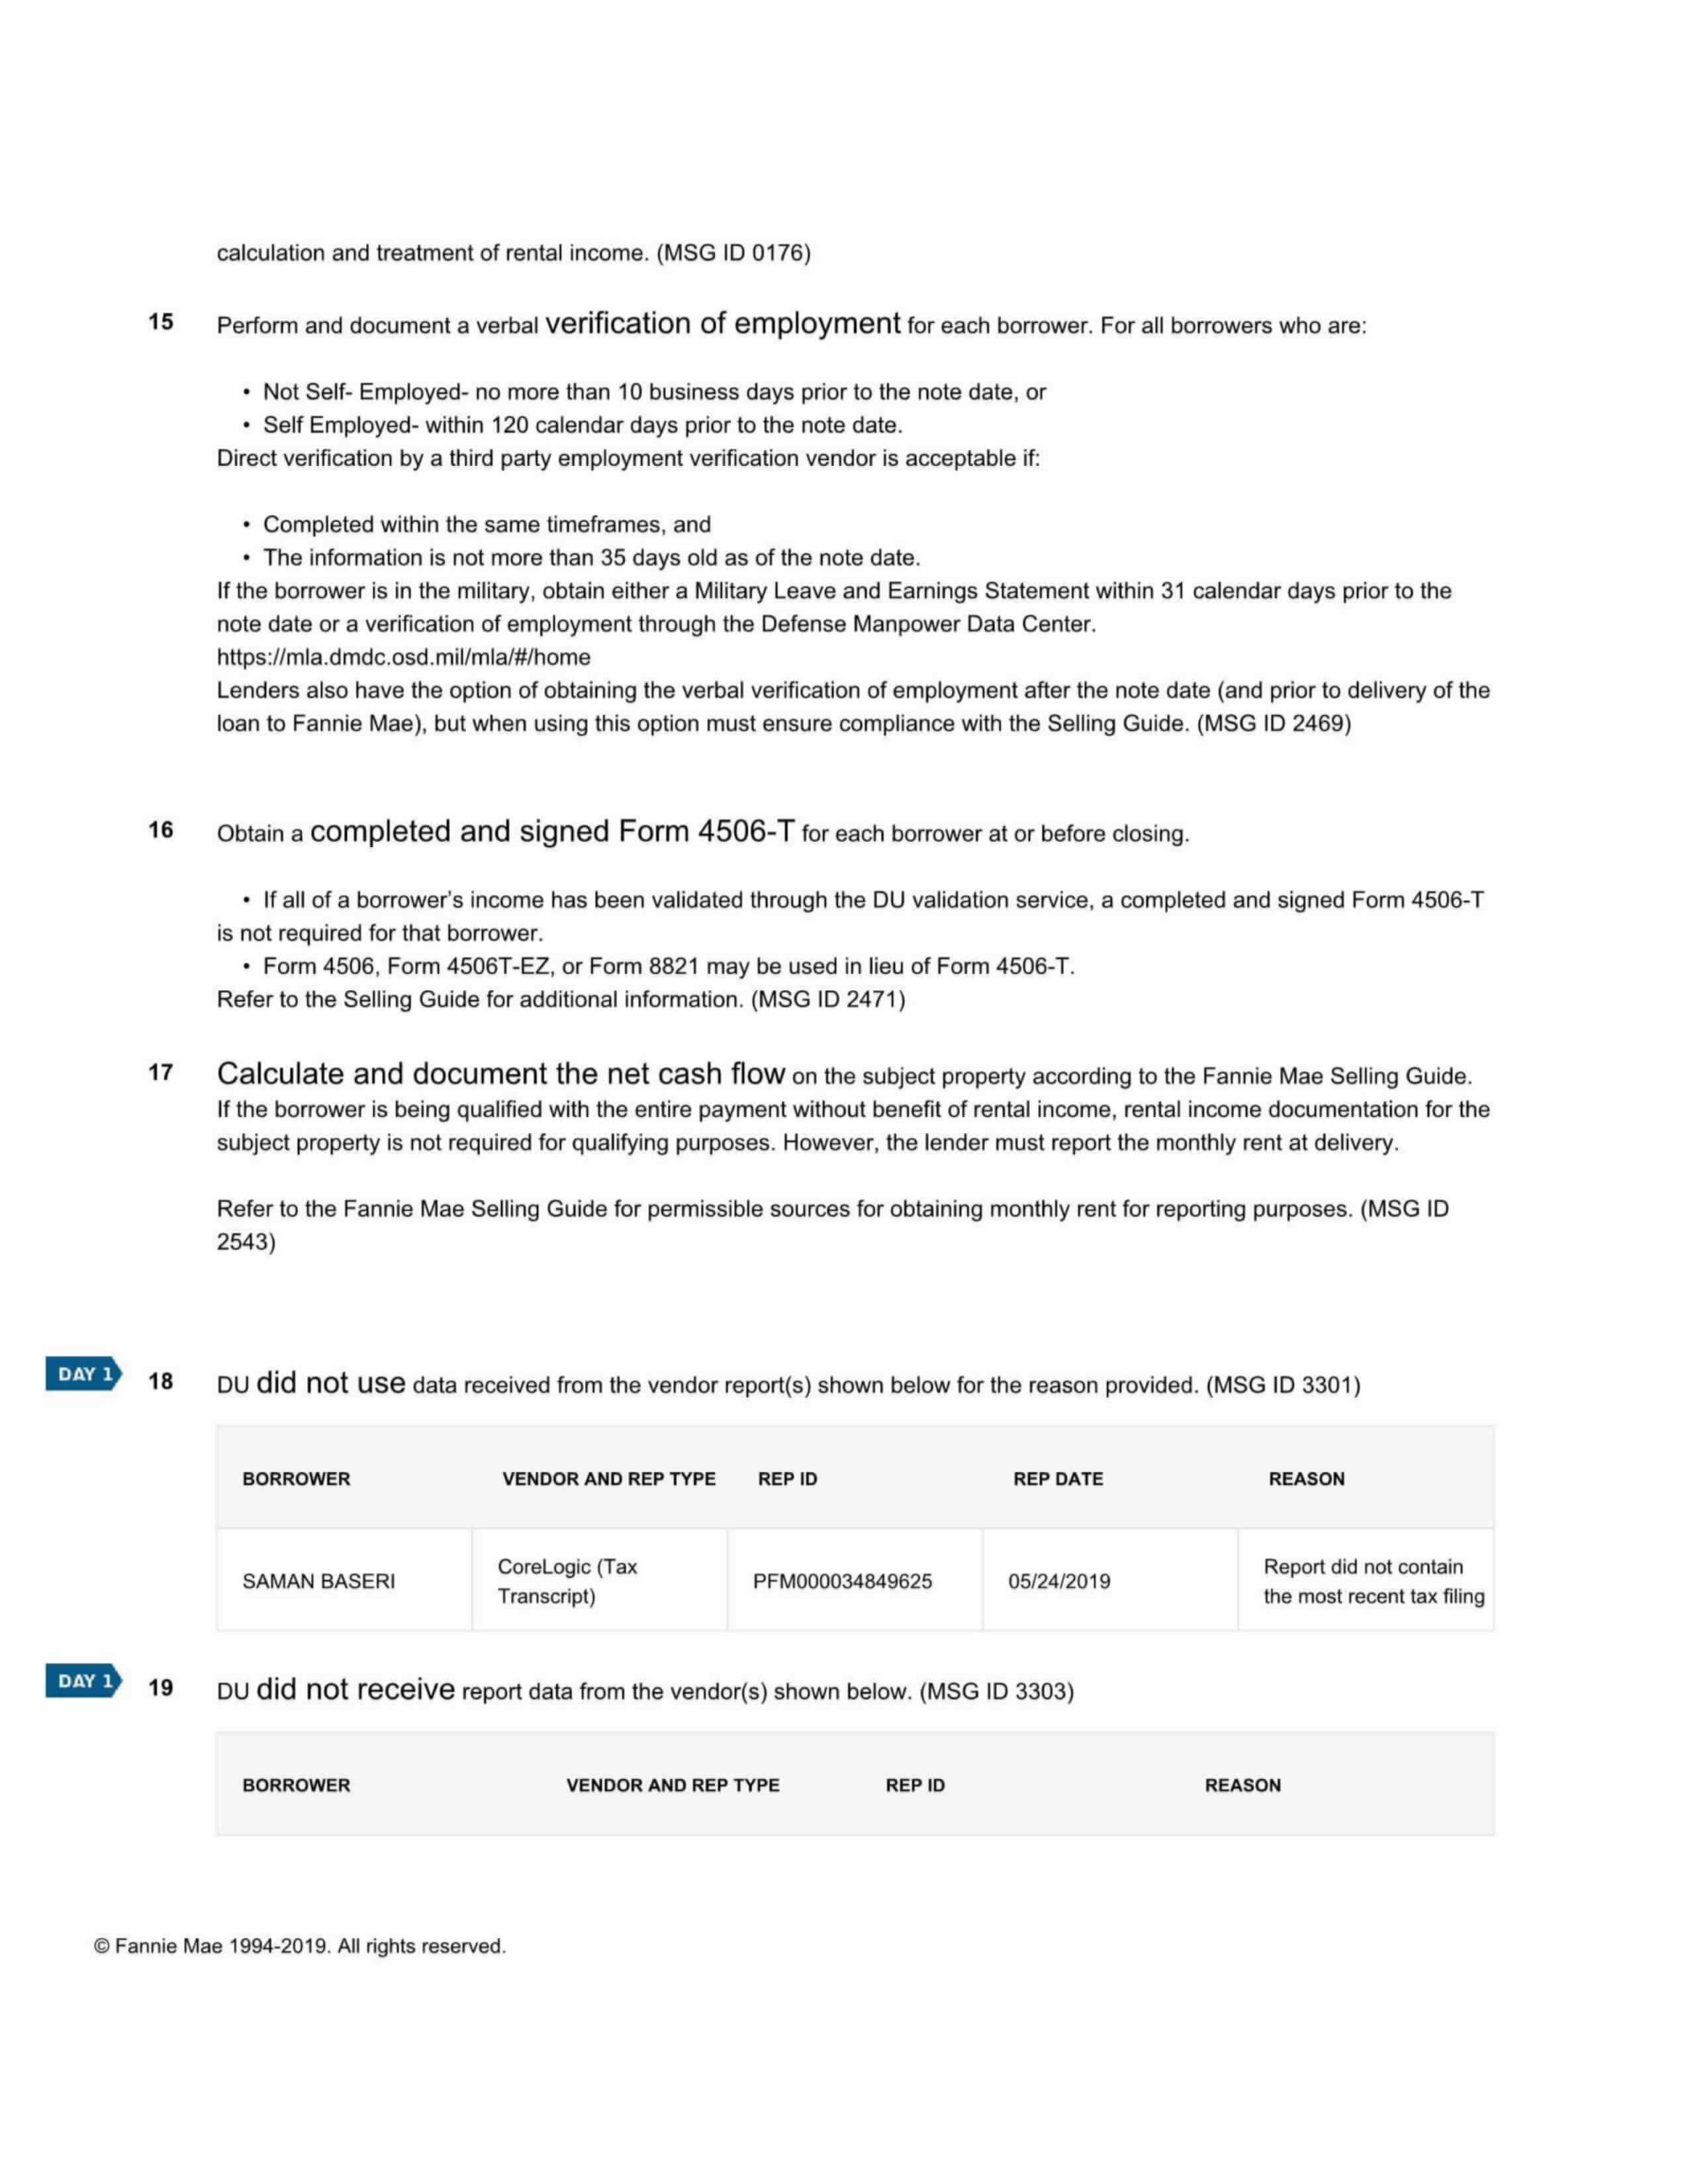 calculation and treatment of rental income. (MSG ID 0176)
15 Perform and document a verbal verification of employment for each borrower. For all borrowers who are:
• Not Self- Employed- no more than 10 business days prior to the note date, or
• Self Employed- within 120 calendar days prior to the note date.
Direct verification by a third party employment verification vendor is acceptable if:
• Completed within the same timeframes, and
• The information is not more than 35 days old as of the note date.
If the borrower is in the military, obtain either a Military Leave and Earnings Statement within 31 calendar days prior to the
note date or a verification of employment through the Defense Manpower Data Center.
https://mla.dmdc.osd.mil/mla/#/home
Lenders also have the option of obtaining the verbal verification of employment after the note date (and prior to delivery of the
loan to Fannie Mae), but when using this option must ensure compliance with the Selling Guide. (MSG ID 2469)
16 Obtain a completed and signed Form 4506-T for each borrower at or before closing.
• If all of a borrower's income has been validated through the DU validation service, a completed and signed Form 4506-T
is not required for that borrower.
• Form 4506, Form 4506T-EZ, or Form 8821 may be used in lieu of Form 4506-T.
Refer to the Selling Guide for additional information. (MSG ID 2471)
17 Calculate and document the net cash flow on the subject property according to the Fannie Mae Selling Guide.
If the borrower is being qualified with the entire payment without benefit of rental income, rental income documentation for the
subject property is not required for qualifying purposes. However, the lender must report the monthly rent at delivery.
Refer to the Fannie Mae Selling Guide for permissible sources for obtaining monthly rent for reporting purposes. (MSG ID
2543)
DAY 1 18 DU did not use data received from the vendor report(s) shown below for the reason provided. (MSG ID 3301)
BORROWER VENDOR AND REP TYPE REP ID REP DATE REASON
SAMAN BASERI CoreLogic (Tax Transcript) PFM000034849625 05/24/2019 Report did not contain the most recent tax filing
DAY 1 19 DU did not receive report data from the vendor(s) shown below. (MSG ID 3303)
BORROWER VENDOR AND REP TYPE REP ID REASON
© Fannie Mae 1994-2019. All rights reserved.